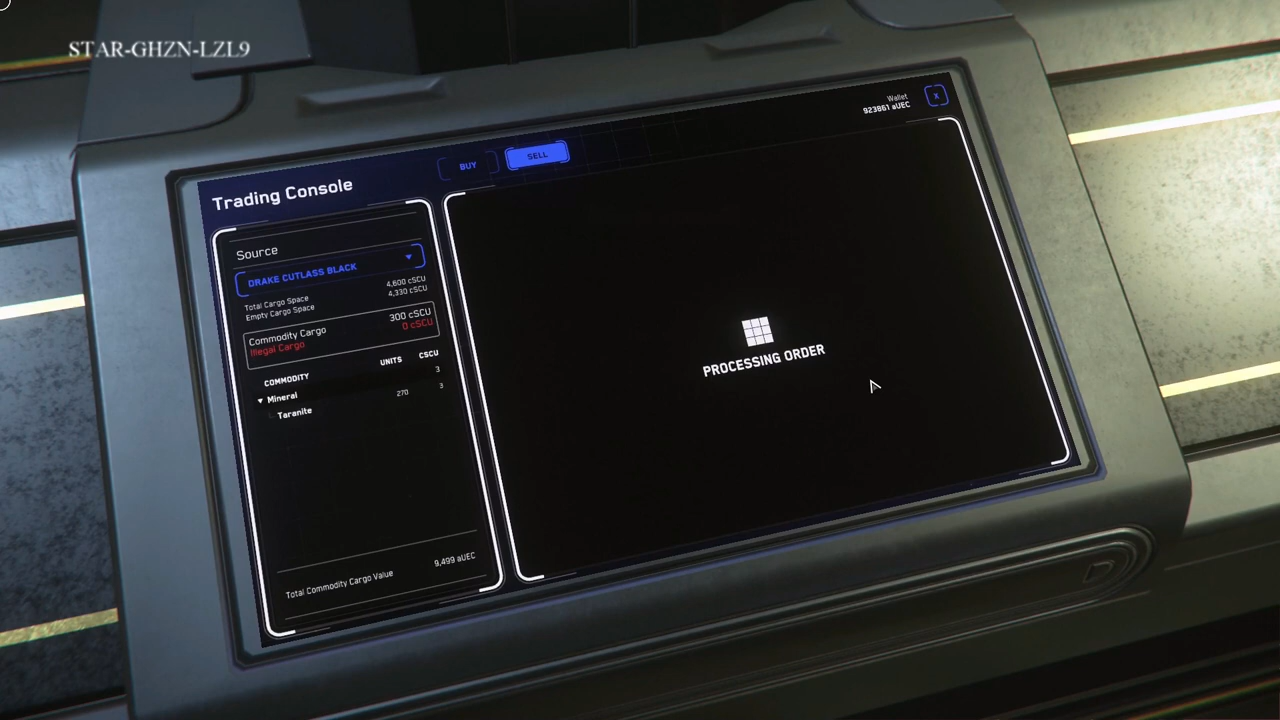 STAR-GHZN-LZL9
Wallet
923861 aUEC
X
BUY
SELL
Trading Console
Source
DRAKE CUTLASS BLACK
Total Cargo Space 4,600 cSCU
Empty Cargo Space 4,330 cSCU
Commodity Cargo 300 cSCU
Illegal Cargo 0 cSCU
COMMODITY UNITS CSCU
Mineral 3
Taranite 270 3
Total Commodity Cargo Value 9,499 aUEC
PROCESSING ORDER